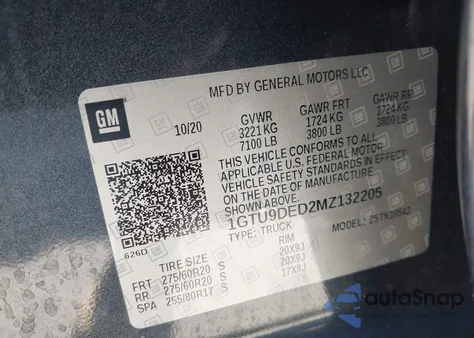 MFD BY GENERAL MOTORS LLC
GM
10/20
GVWR GAWR FRT GAWR RR
3221 KG 1724 KG 1724 KG
7100 LB 3800 LB 3800 LB
THIS VEHICLE CONFORMS TO ALL
APPLICABLE U.S. FEDERAL MOTOR
VEHICLE SAFETY STANDARDS IN
EFFECT ON THE DATE OF
MANUFACTURE SHOWN ABOVE.
1GTU9DED2MZ132205
626D
TYPE: TRUCK MODEL:
TIRE SIZE RIM
FRT 275/60R20 S 20X9J
RR 275/60R20 S 20X9J
SPA 255/80R17 S 17X8J
autoSnap